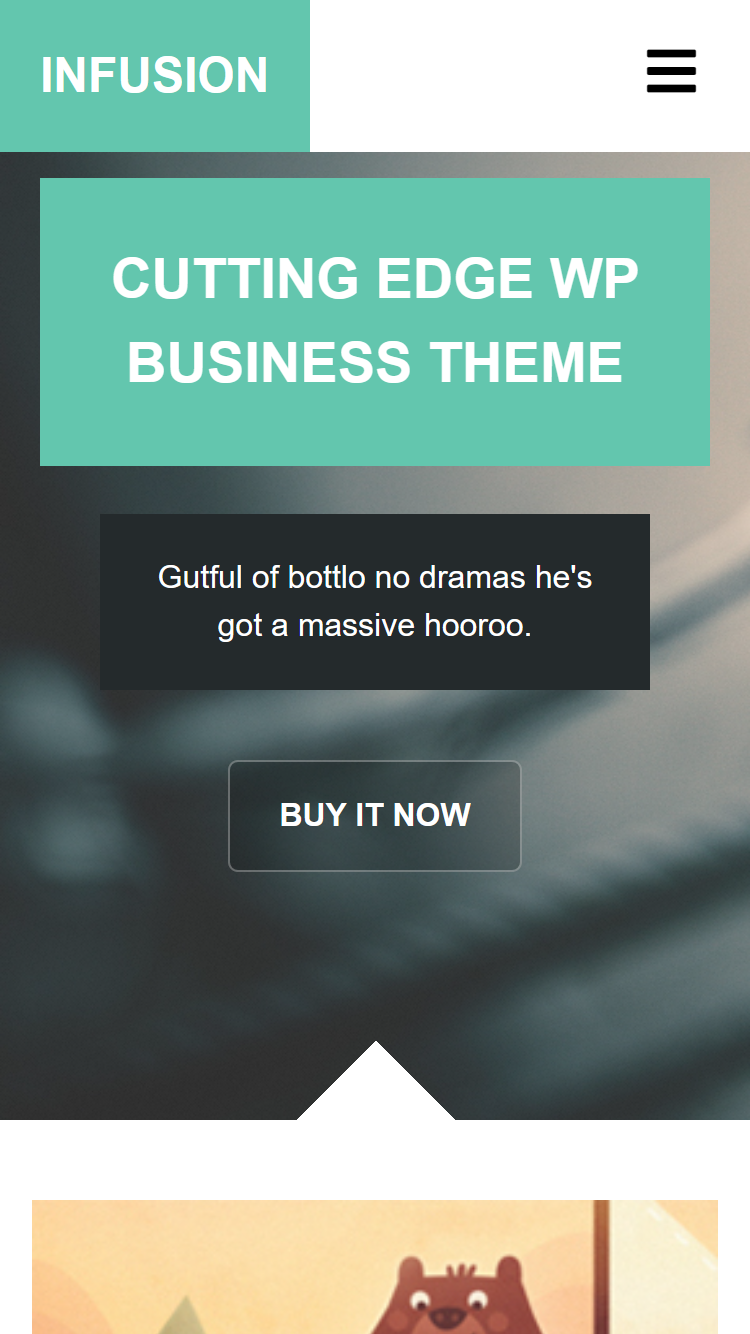 INFUSION
CUTTING EDGE WP
BUSINESS THEME
Gutful of bottlo no dramas he's
got a massive hooroo.
BUY IT NOW